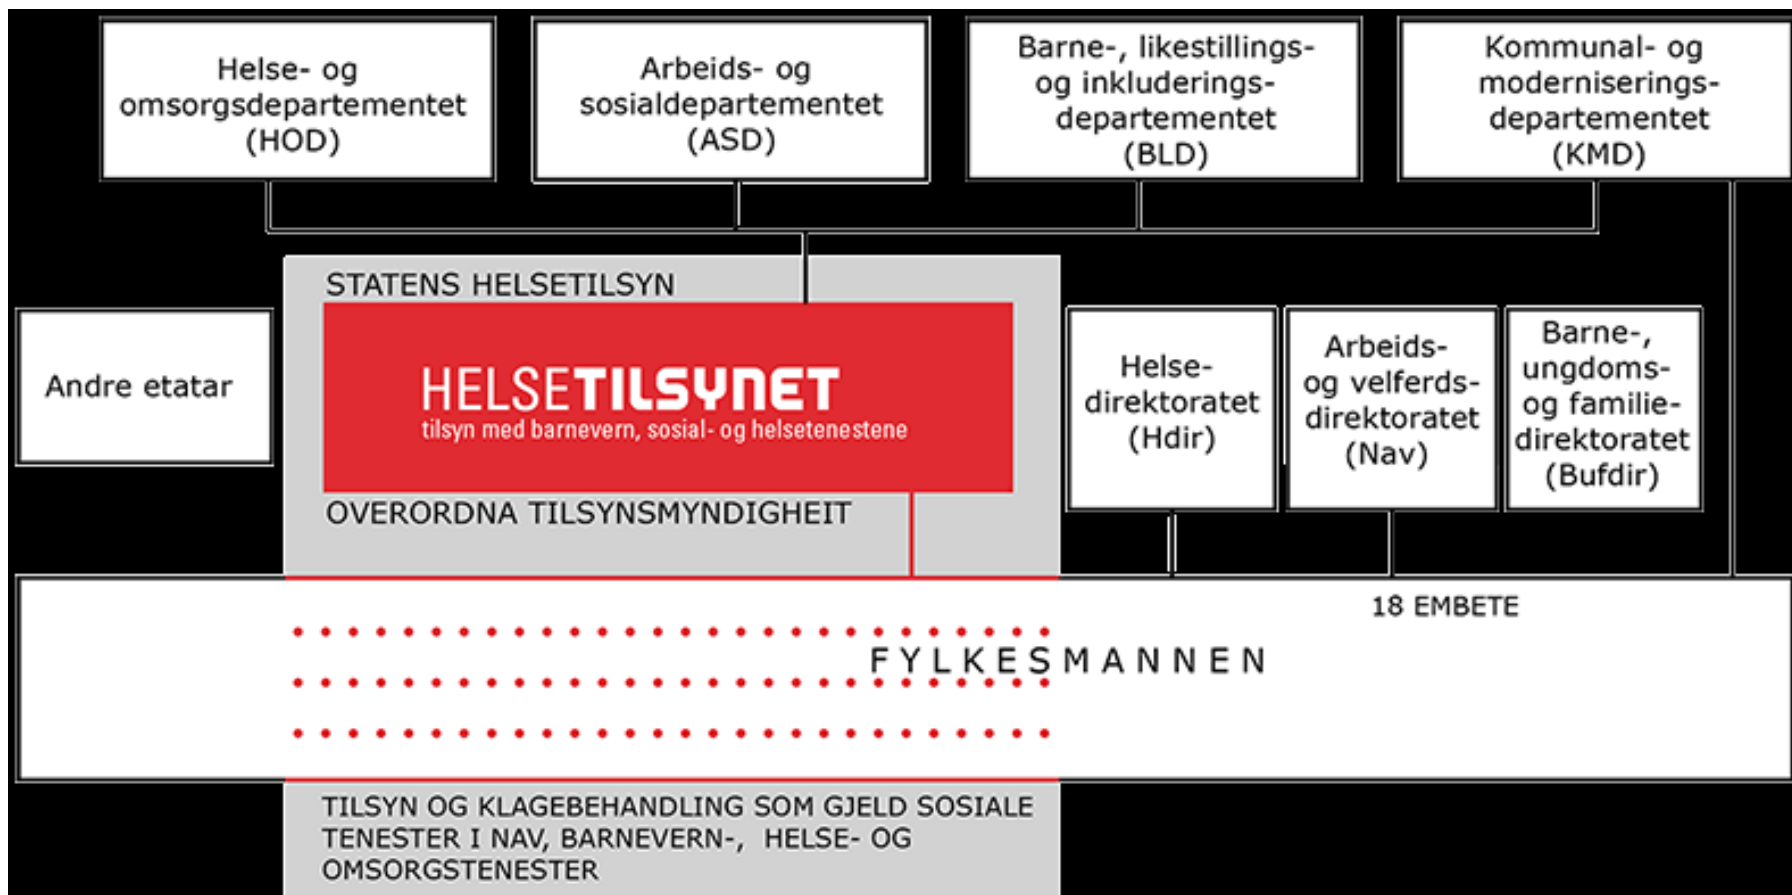 Helse- og
omsorgsdepartementet
(HOD)
Arbeids- og
sosialdepartementet
(ASD)
Barne-, likestillings-
og inkluderings-
departementet
(BLD)
Kommunal- og
moderniserings-
departementet
(KMD)
STATENS HELSETILSYN
Andre etatar
HELSETILSYNET
tilsyn med barnevern, sosial- og helsetenestene
OVERORDNA TILSYNSMYNDIGHEIT
Helse-
direktoratet
(Hdir)
Arbeids-
og velferds-
direktoratet
(Nav)
Barne-,
ungdoms-
og familie-
direktoratet
(Bufdir)
18 EMBETE
FYLKESMANNEN
TILSYN OG KLAGEBEHANDLING SOM GJELD SOSIALE
TENESTER I NAV, BARNEVERN-, HELSE- OG
OMSORGSTENESTER